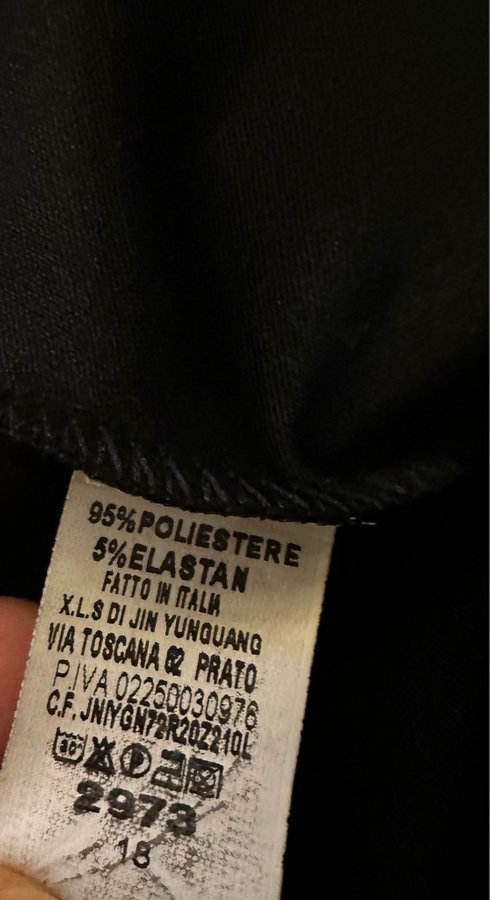 95%POLIESTERE
5%ELASTAN
FATTO IN ITALIA
X.L.S DI JIN YUNGUANG
VIA TOSCANA 62 PRATO
P.IVA 02250030976
C.F. JNIYGN72R20Z210L
30°
P
2973
18